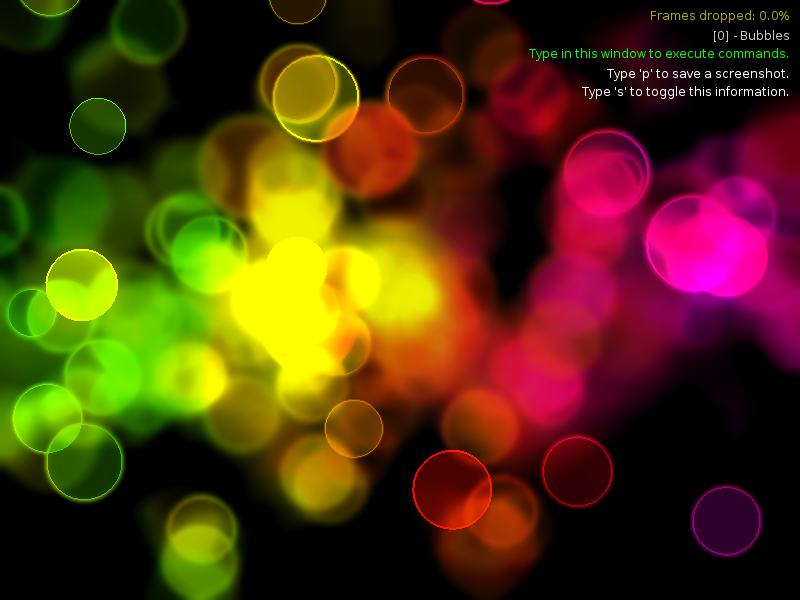 Frames dropped: 0.0%
[0] - Bubbles
Type in this window to execute commands.
Type 'p' to save a screenshot.
Type 's' to toggle this information.